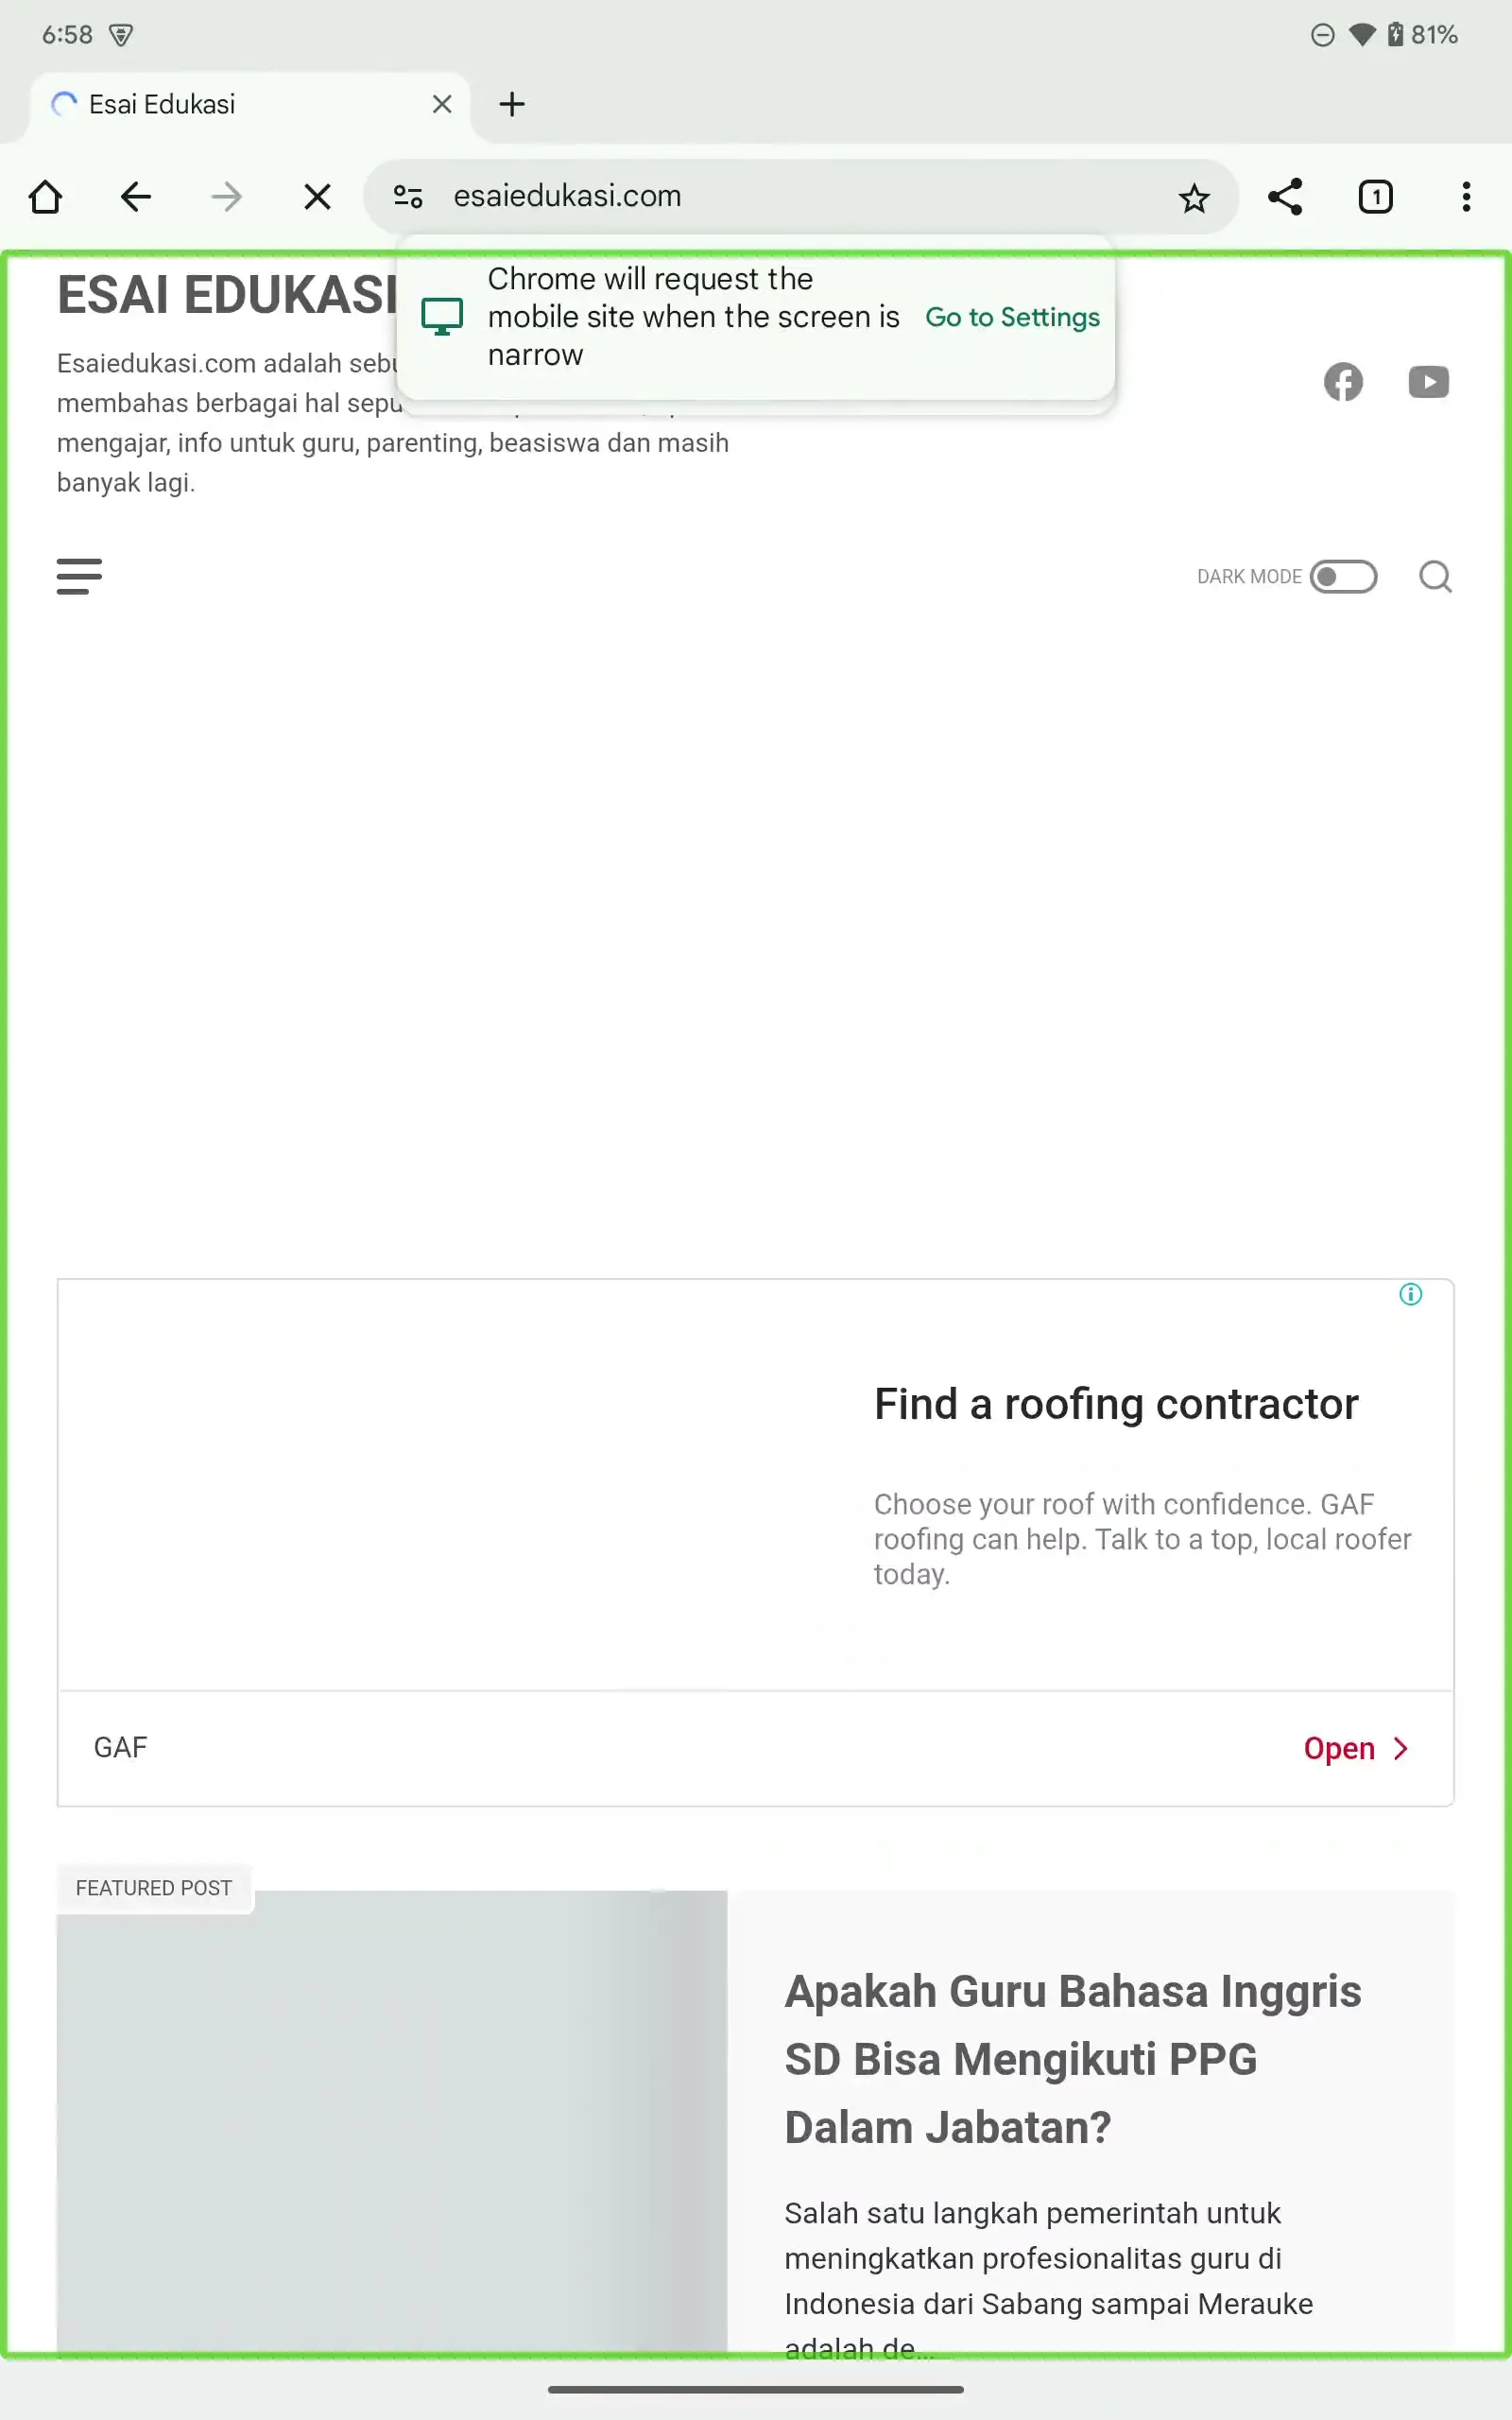 6:58
81%
Esai Edukasi
esaiedukasi.com
1
Chrome will request the
mobile site when the screen is
narrow
Go to Settings
ESAI EDUKASI
Esaiedukasi.com adalah
membahas berbagai hal
mengajar, info untuk guru, parenting, beasiswa dan masih
banyak lagi.
DARK MODE
Find a roofing contractor
Choose your roof with confidence. GAF
roofing can help. Talk to a top, local roofer
today.
GAF
Open
FEATURED POST
Apakah Guru Bahasa Inggris
SD Bisa Mengikuti PPG
Dalam Jabatan?
Salah satu langkah pemerintah untuk
meningkatkan profesionalitas guru di
Indonesia dari Sabang sampai Merauke
adalah de...